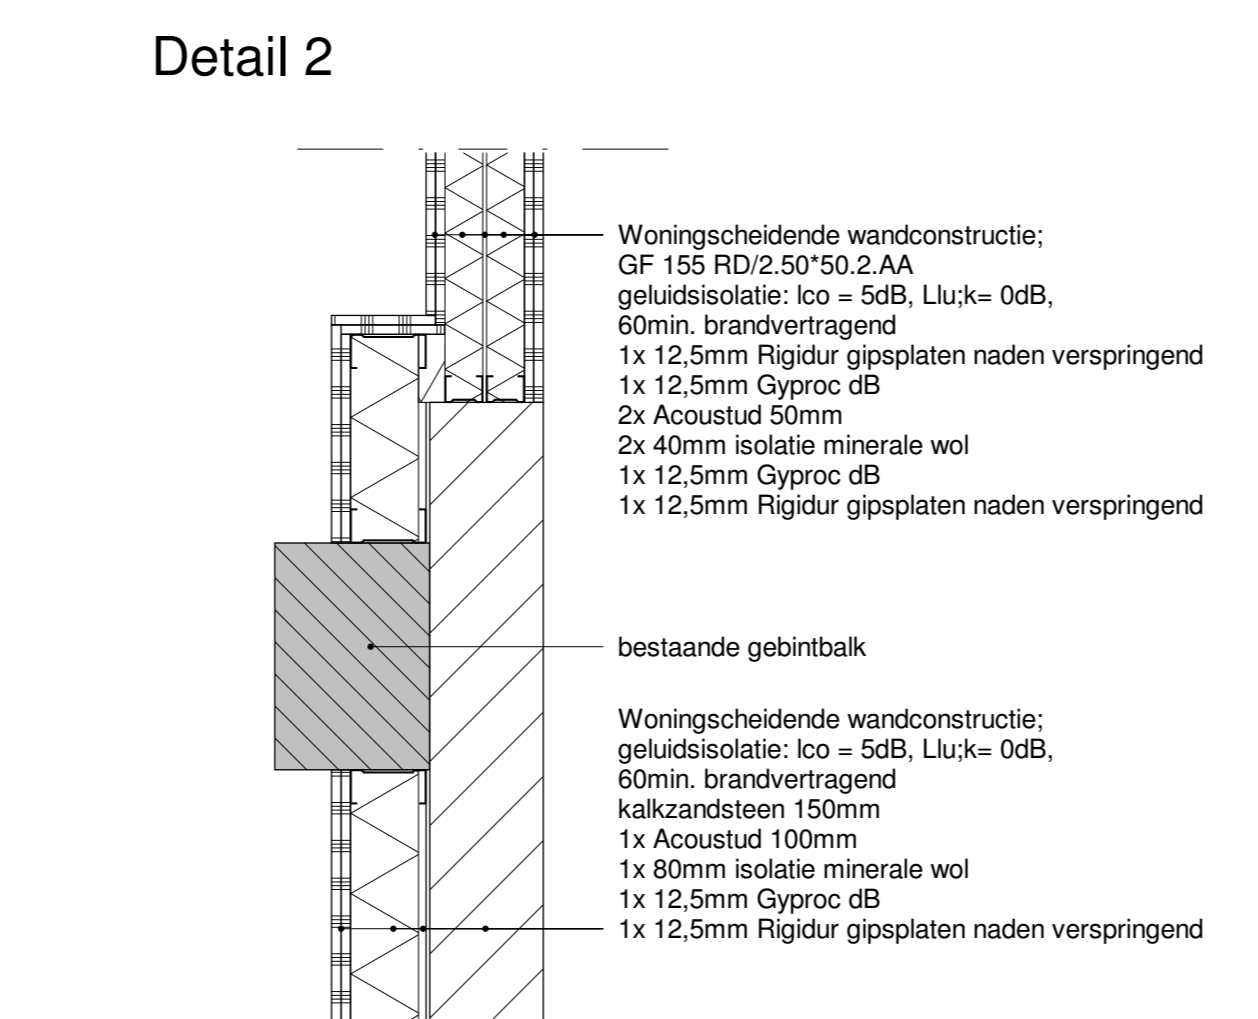 Detail 2
Woningscheidende wandconstructie;
GF 155 RD/2.50*50.2.AA
geluidsisolatie: Ico = 5dB, Llu;k= 0dB,
60min. brandvertragend
1x 12,5mm Rigidur gipsplaten naden verspringend
1x 12,5mm Gyproc dB
2x Acoustud 50mm
2x 40mm isolatie minerale wol
1x 12,5mm Gyproc dB
1x 12,5mm Rigidur gipsplaten naden verspringend
bestaande gebintbalk
Woningscheidende wandconstructie;
geluidsisolatie: Ico = 5dB, Llu;k= 0dB,
60min. brandvertragend
kalkzandsteen 150mm
1x Acoustud 100mm
1x 80mm isolatie minerale wol
1x 12,5mm Gyproc dB
1x 12,5mm Rigidur gipsplaten naden verspringend